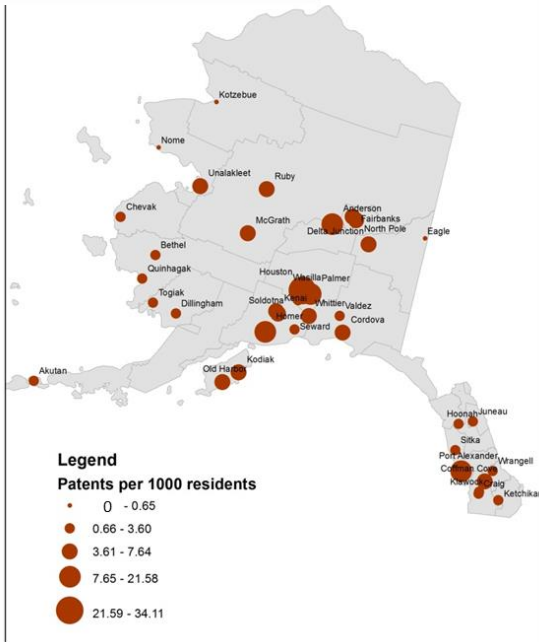 Kotzebue
Nome
Unalakleet
Ruby
Chevak
Anderson
Fairbanks
McGrath
Delta Junction
North Pole
Eagle
Bethel
Houston
Wasilla
Palmer
Quinhagak
Togiak
Dillingham
Soldotna
Kenai
Whittier
Valdez
Homer
Seward
Cordova
Akutan
Old Harbor
Kodiak
Hoonah
Juneau
Sitka
Port Alexander
Wrangell
Coffman Cove
Klawock
Craig
Ketchikan
Legend
Patents per 1000 residents
0 - 0.65
0.66 - 3.60
3.61 - 7.64
7.65 - 21.58
21.59 - 34.11